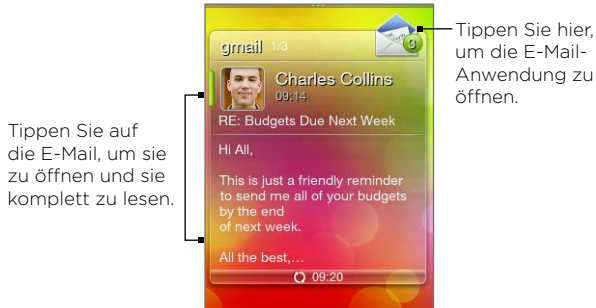 gmail 1/3
3
Charles Collins
09:14
RE: Budgets Due Next Week
Hi All,
This is just a friendly reminder
to send me all of your budgets
by the end
of next week.
All the best,...
09:20
Tippen Sie hier,
um die E-Mail-
Anwendung zu
öffnen.
Tippen Sie auf
die E-Mail, um sie
zu öffnen und sie
komplett zu lesen.